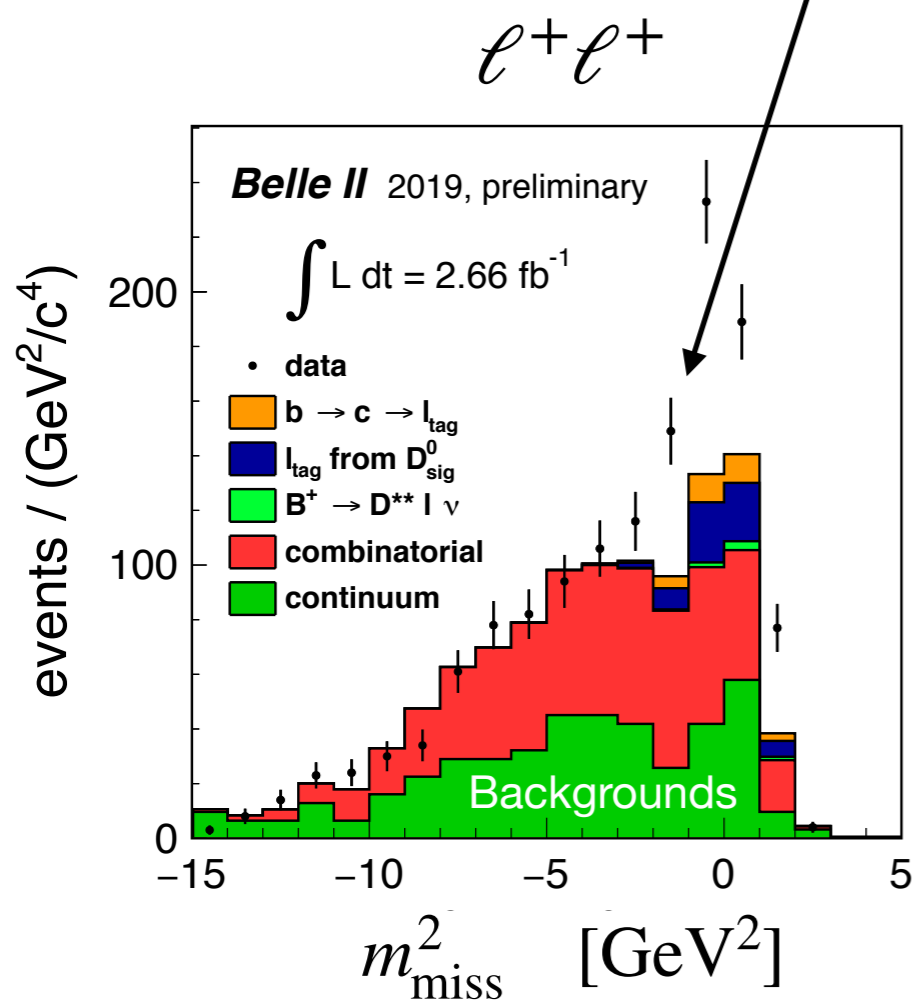 ℓ⁺ℓ⁺
Belle II 2019, preliminary
∫ L dt = 2.66 fb⁻¹
data
b → c → l_tag
l_tag from D⁰_sig
B⁺ → D** l ν
combinatorial
continuum
Backgrounds
events / (GeV²/c⁴)
200
100
0
−15 −10 −5 0 5
m²_miss [GeV²]